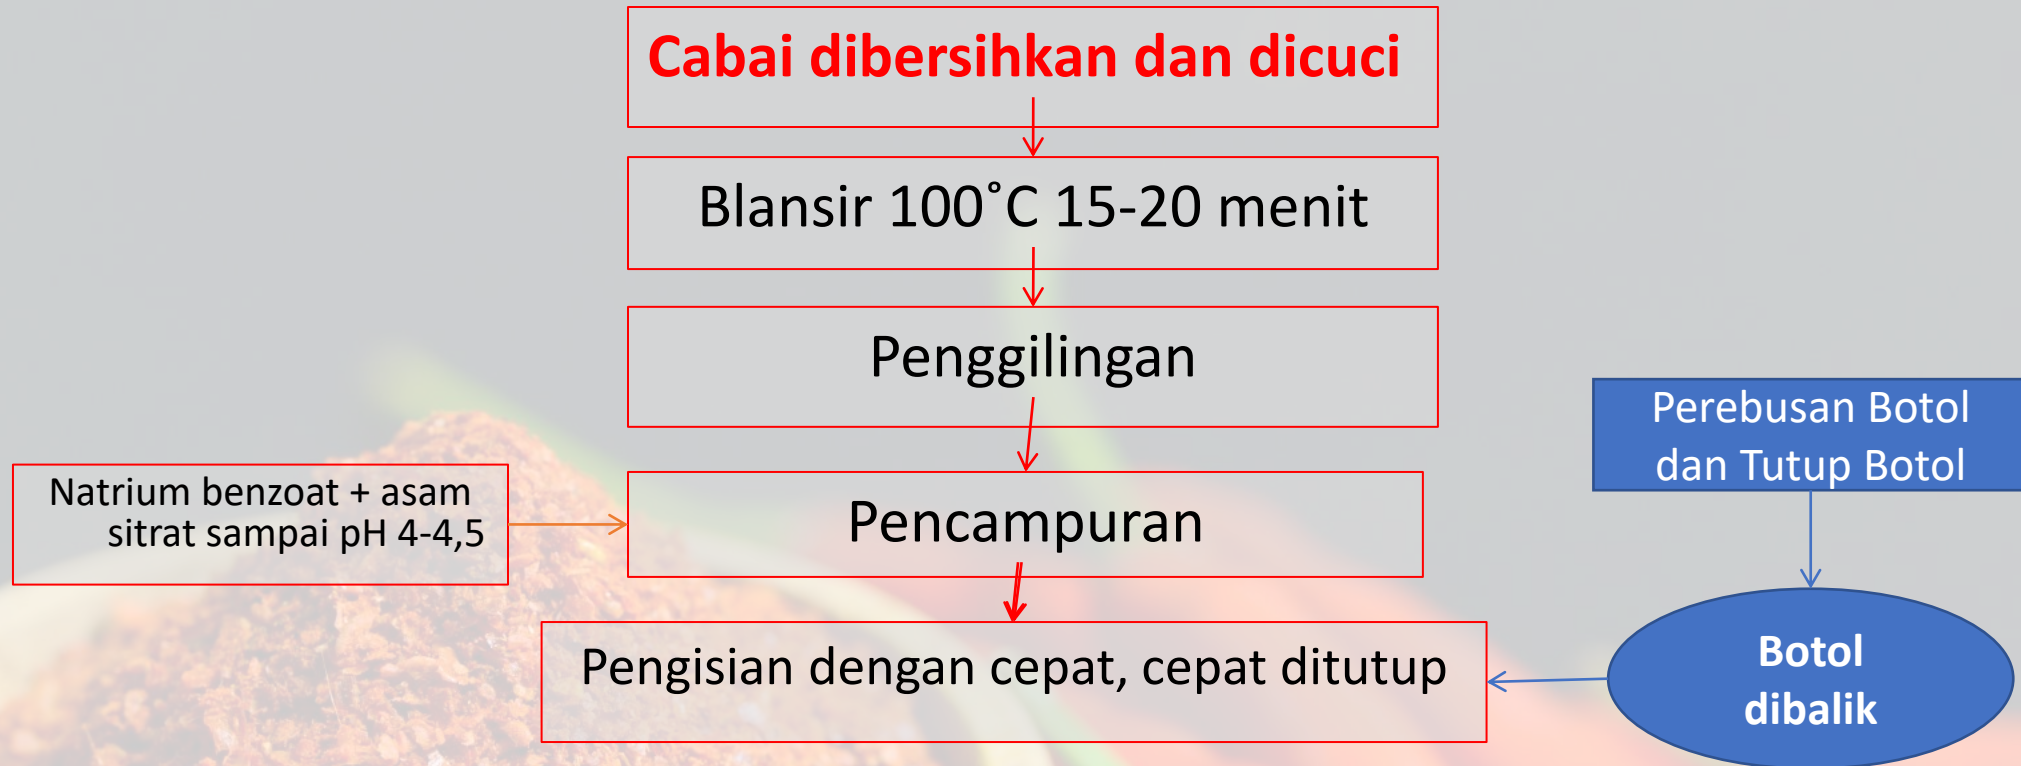 Cabai dibersihkan dan dicuci
Blansir 100˚C 15-20 menit
Penggilingan
Perebusan Botol
dan Tutup Botol
Natrium benzoat + asam
sitrat sampai pH 4-4,5
Pencampuran
Pengisian dengan cepat, cepat ditutup
Botol
dibalik